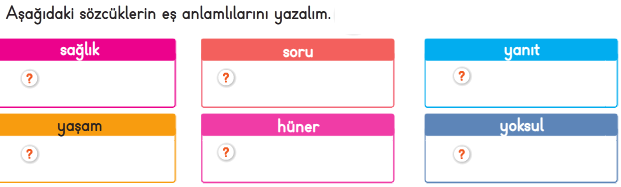 Aşağıdaki sözcüklerin eş anlamlılarını yazalım.
sağlık soru yanıt
? ? ?
yaşam hüner yoksul
? ? ?